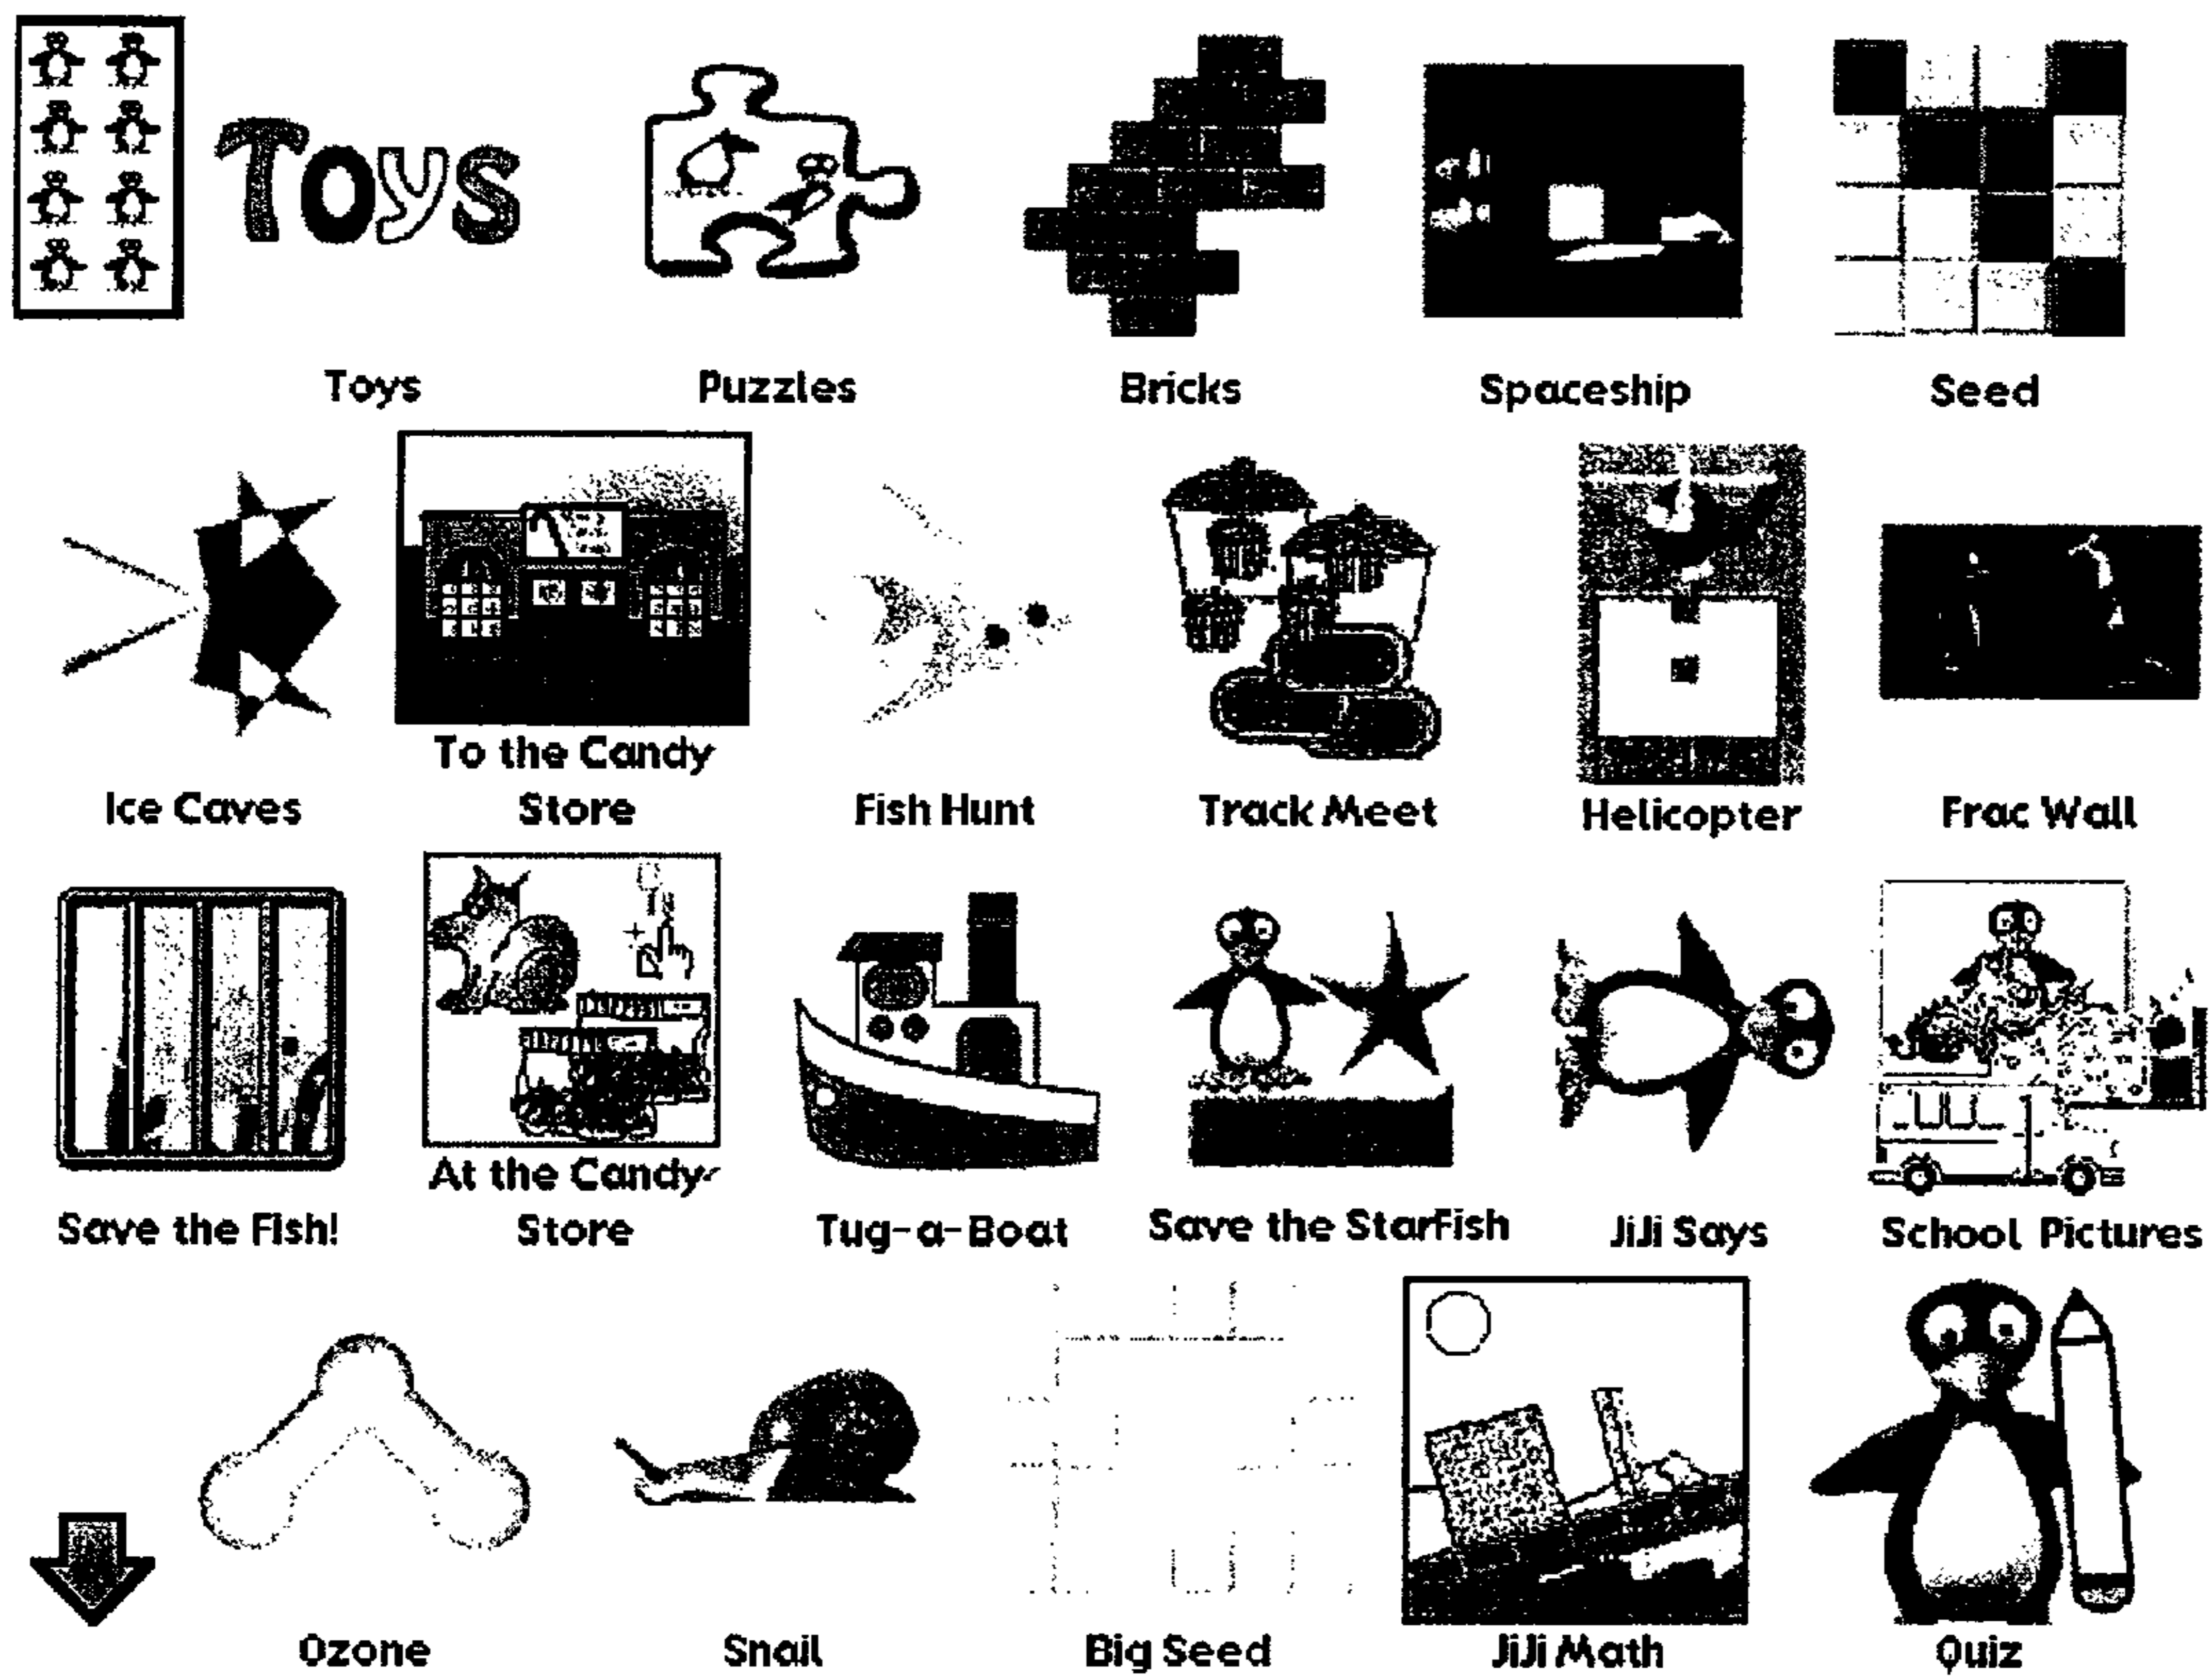 Toys
Toys Puzzles Bricks Spaceship Seed
To the Candy
Ice Caves Store Fish Hunt Track Meet Helicopter Frac Wall
At the Candy
Save the Fish! Store Tug-a-Boat Save the StarFish JiJi Says School Pictures
Ozone Snail Big Seed JiJi Math Quiz